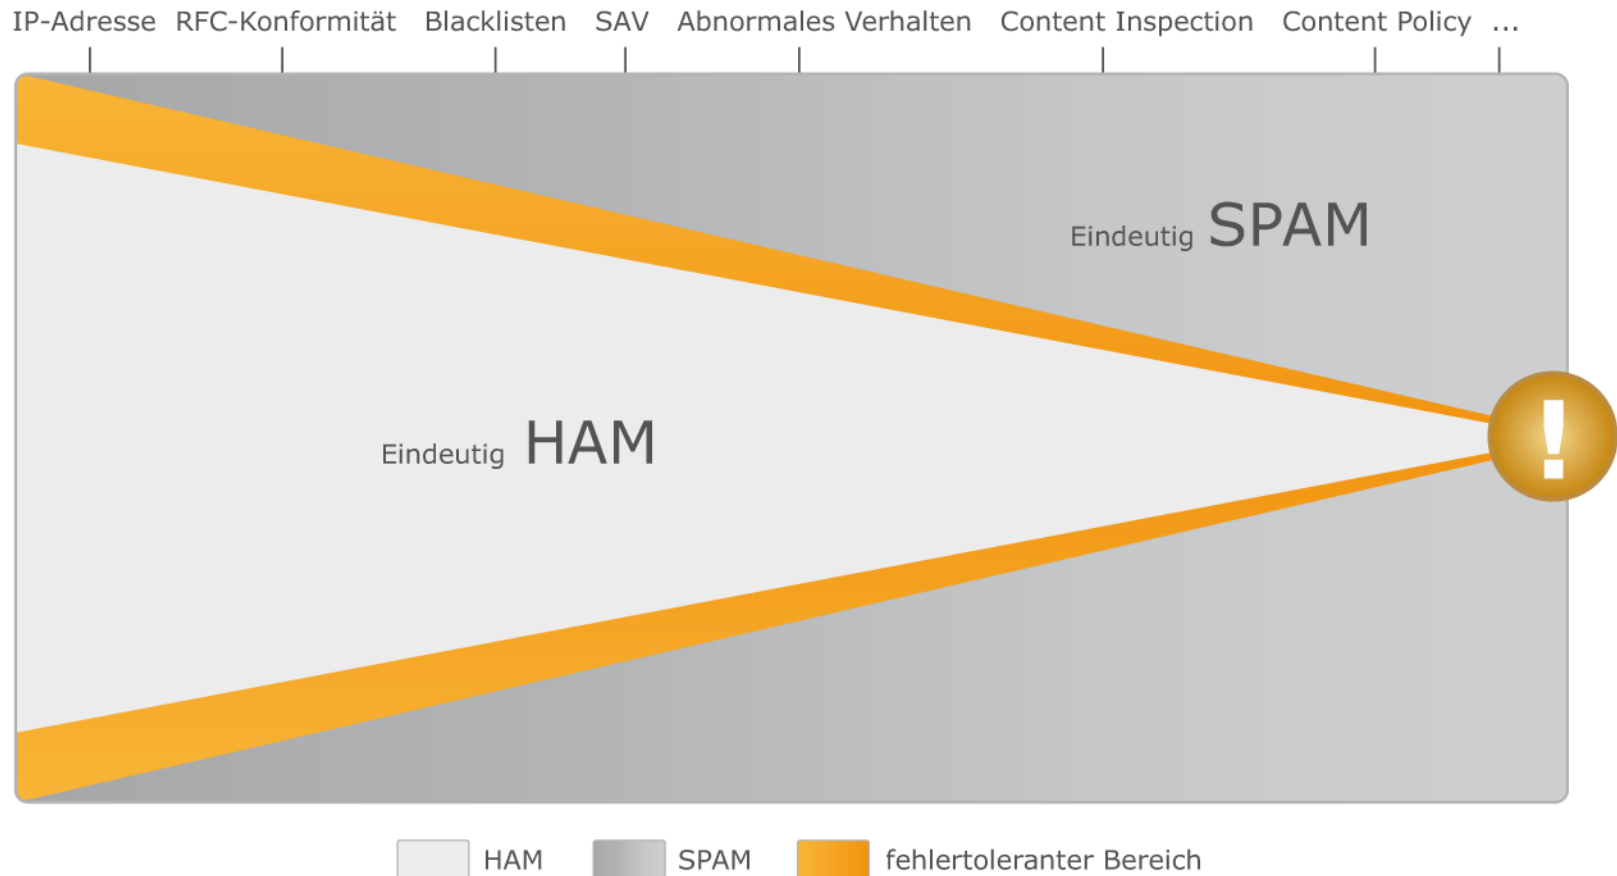 IP-Adresse RFC-Konformität Blacklisten SAV Abnormales Verhalten Content Inspection Content Policy ...
Eindeutig SPAM
!
Eindeutig HAM
HAM SPAM fehlertoleranter Bereich